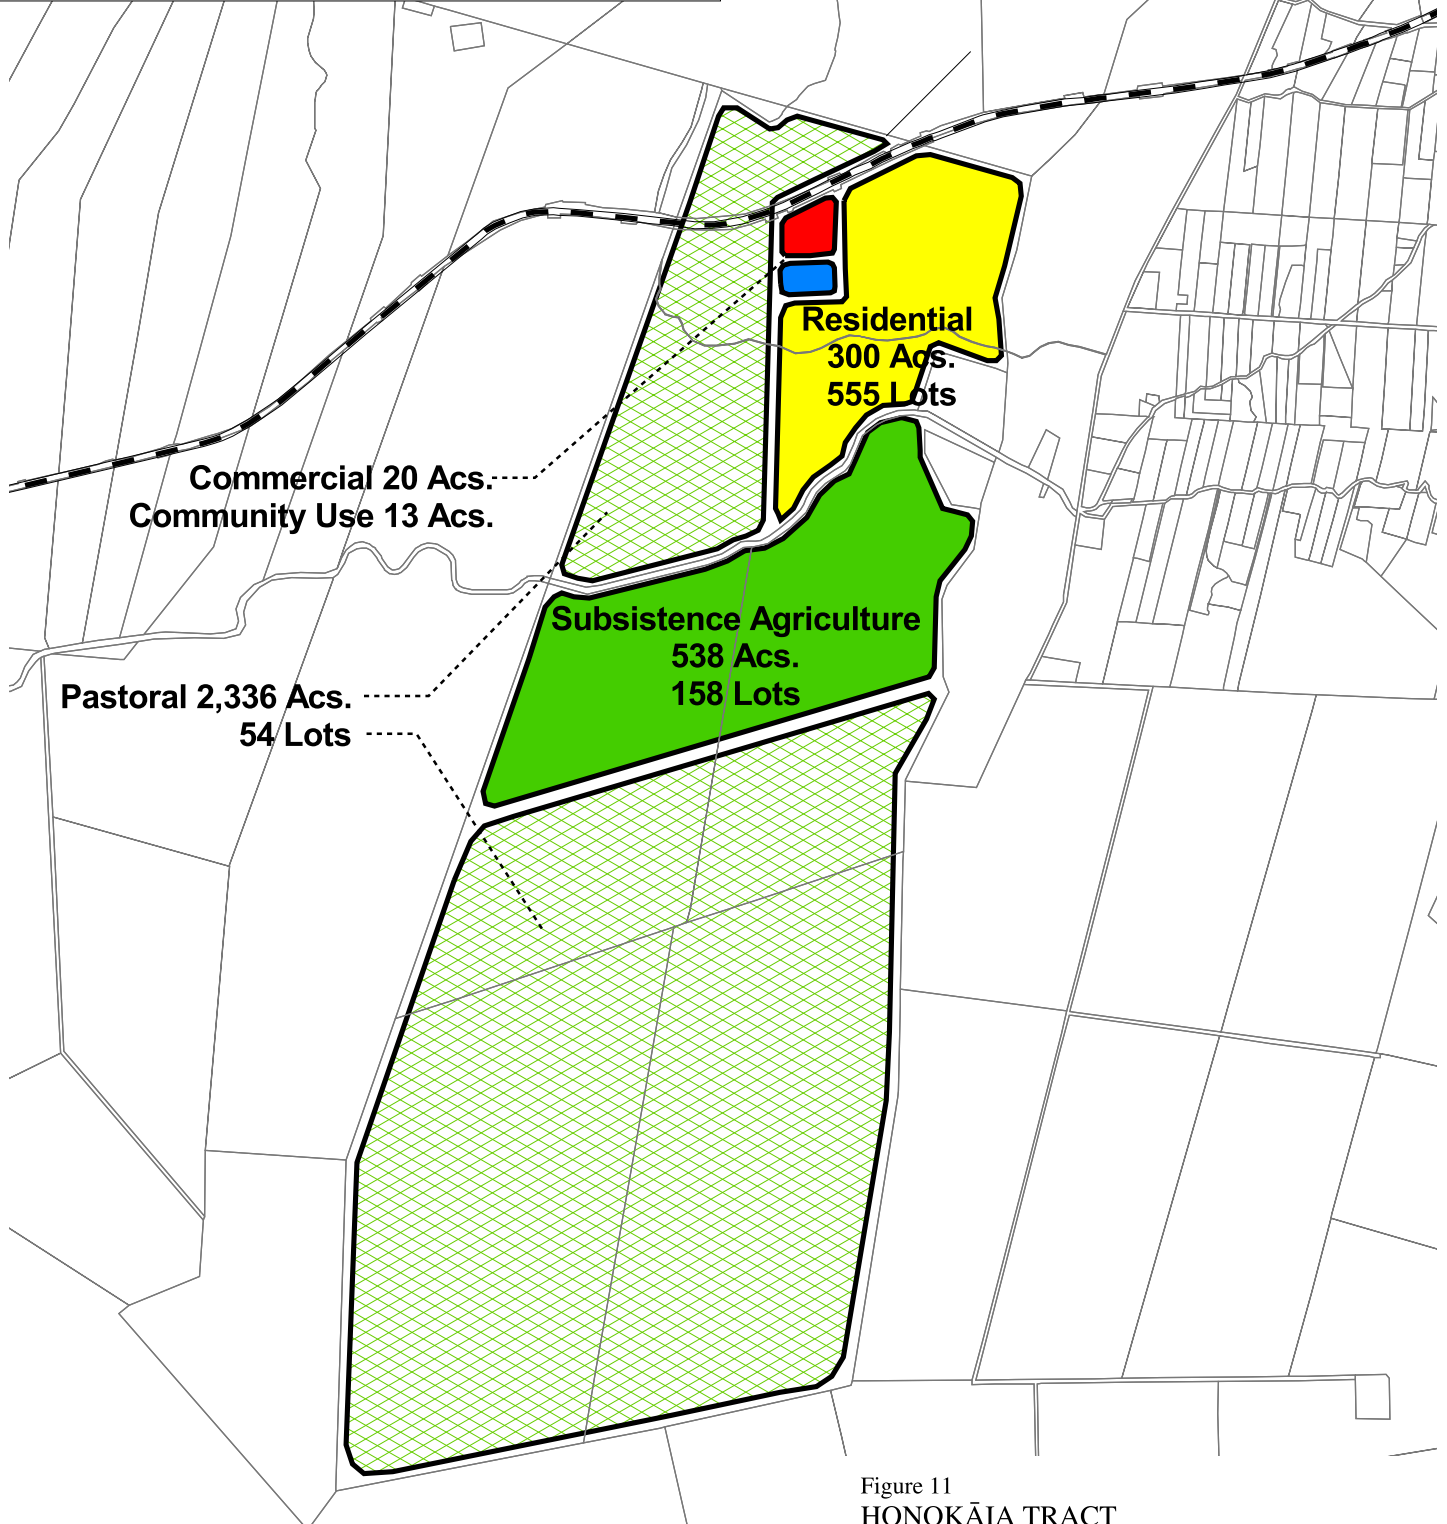 Residential
300 Acs.
555 Lots
Commercial 20 Acs.
Community Use 13 Acs.
Subsistence Agriculture
538 Acs.
158 Lots
Pastoral 2,336 Acs.
54 Lots
Figure 11
HONOKĀIA TRACT